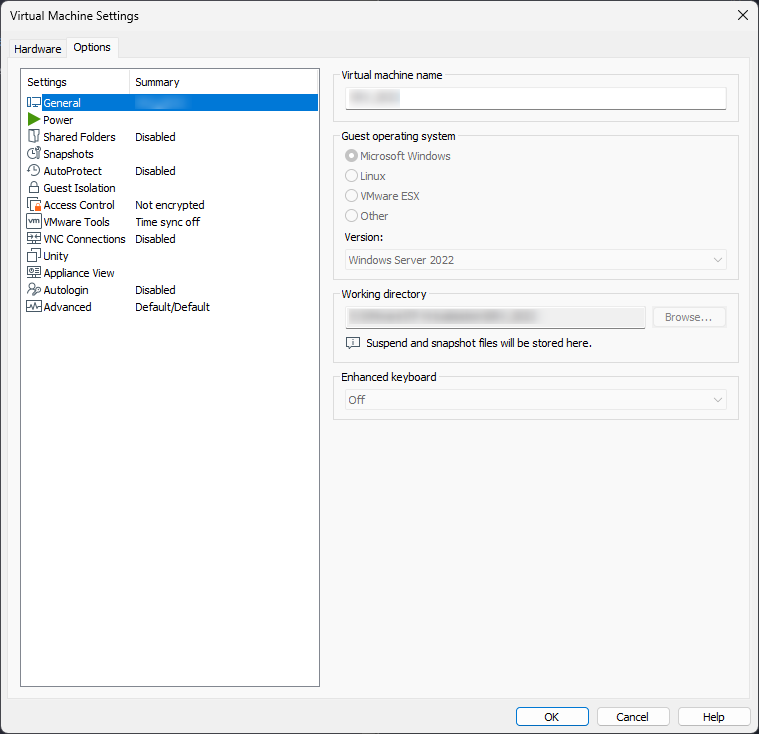 Virtual Machine Settings
Hardware Options
Settings Summary
General
Power
Shared Folders Disabled
Snapshots
AutoProtect Disabled
Guest Isolation
Access Control Not encrypted
VMware Tools Time sync off
VNC Connections Disabled
Unity
Appliance View
Autologin Disabled
Advanced Default/Default
Virtual machine name
Guest operating system
Microsoft Windows
Linux
VMware ESX
Other
Version:
Windows Server 2022
Working directory
Browse...
Suspend and snapshot files will be stored here.
Enhanced keyboard
Off
OK Cancel Help